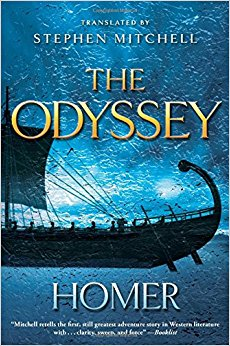 TRANSLATED BY
STEPHEN MITCHELL
THE
ODYSSEY
HOMER
"Mitchell retells the first, still greatest adventure story in Western literature
with . . . clarity, sweep, and force" —Booklist